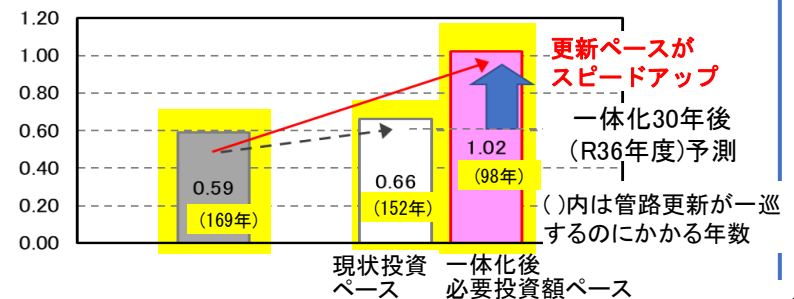 1.20
1.00
0.80
0.60
0.40
0.20
0.00
0.59
(169年)
0.66
(152年)
1.02
(98年)
更新ペースが
スピードアップ
一体化30年後
(R36年度)予測
( )内は管路更新が一巡
するのにかかる年数
現状投資
ペース
一体化後
必要投資額ペース